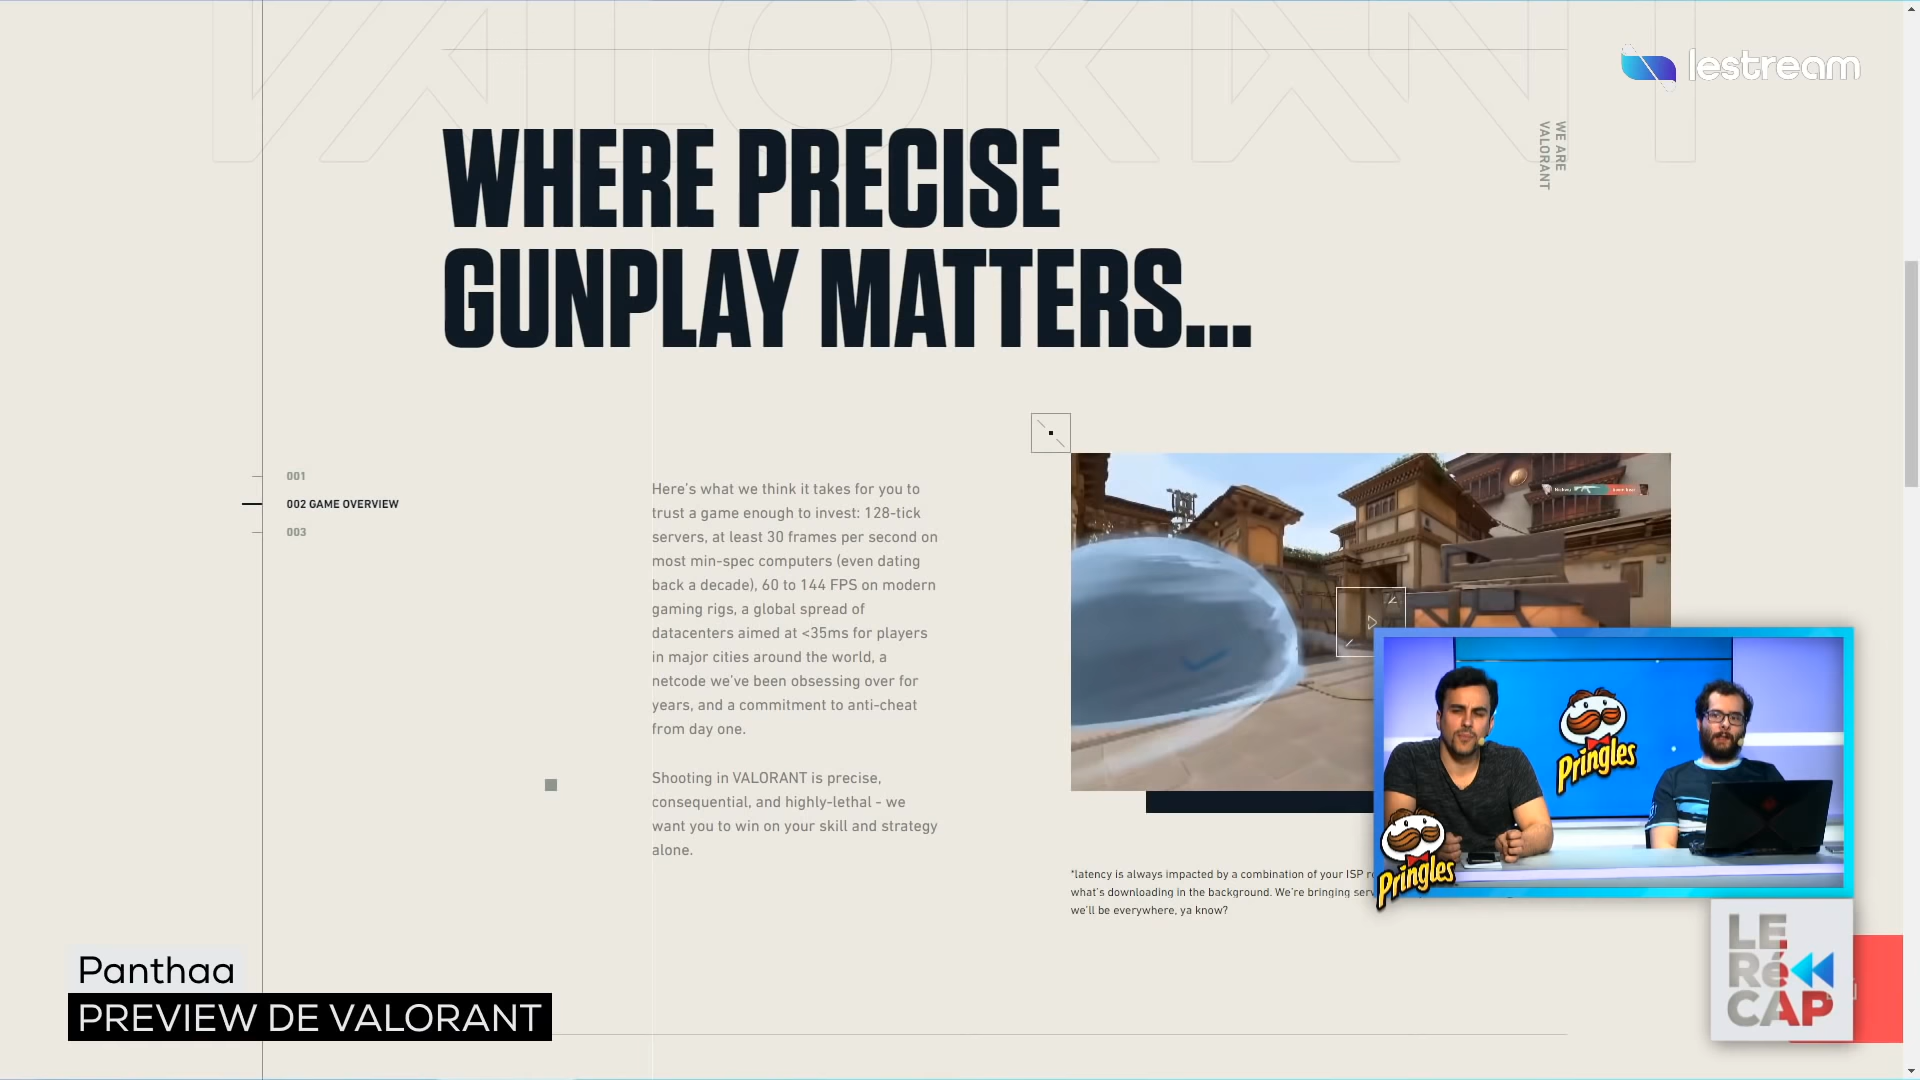 VALORANT
lestream
WE ARE
VALORANT
WHERE PRECISE
GUNPLAY MATTERS...
001
002 GAME OVERVIEW
003
Here's what we think it takes for you to
trust a game enough to invest: 128-tick
servers, at least 30 frames per second on
most min-spec computers (even dating
back a decade), 60 to 144 FPS on modern
gaming rigs, a global spread of
datacenters aimed at <35ms for players
in major cities around the world, a
netcode we've been obsessing over for
years, and a commitment to anti-cheat
from day one.
Shooting in VALORANT is precise,
consequential, and highly-lethal - we
want you to win on your skill and strategy
alone.
*latency is always impacted by a combination of your ISP
what's downloading in the background. We're bringing
we'll be everywhere, ya know?
Pringles
Pringles
LE
Ré
CAP
Panthaa
PREVIEW DE VALORANT